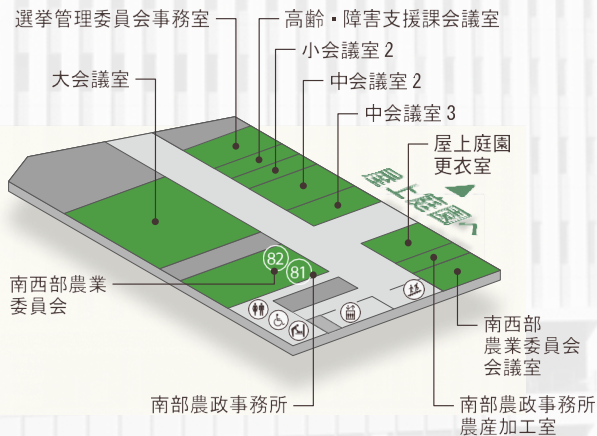 選挙管理委員会事務室
高齢・障害支援課会議室
小会議室2
大会議室
中会議室2
中会議室3
屋上庭園
更衣室
屋上庭園へ
82
81
南西部農業
委員会
南西部
農業委員会
会議室
南部農政事務所
南部農政事務所
農産加工室